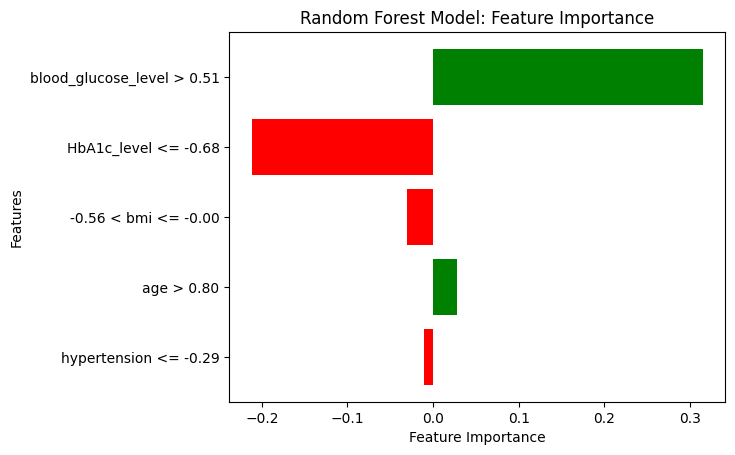 Random Forest Model: Feature Importance
Features
blood_glucose_level > 0.51
HbA1c_level <= -0.68
-0.56 < bmi <= -0.00
age > 0.80
hypertension <= -0.29
−0.2 −0.1 0.0 0.1 0.2 0.3
Feature Importance